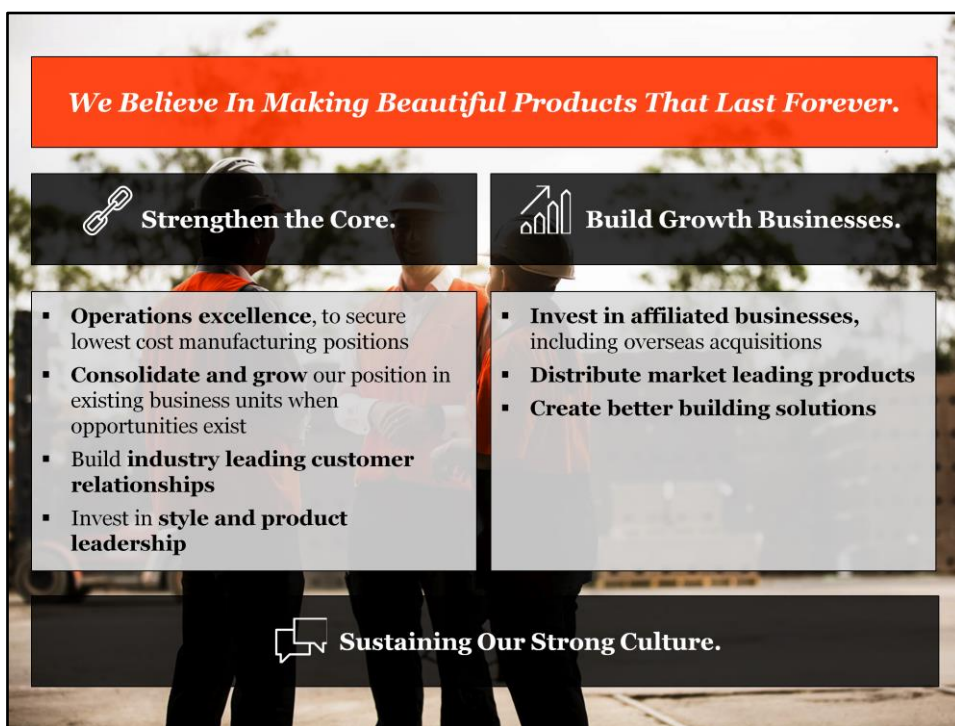 We Believe In Making Beautiful Products That Last Forever.
Strengthen the Core.
▪ Operations excellence, to secure
lowest cost manufacturing positions
▪ Consolidate and grow our position in
existing business units when
opportunities exist
▪ Build industry leading customer
relationships
▪ Invest in style and product
leadership
Build Growth Businesses.
▪ Invest in affiliated businesses,
including overseas acquisitions
▪ Distribute market leading products
▪ Create better building solutions
Sustaining Our Strong Culture.